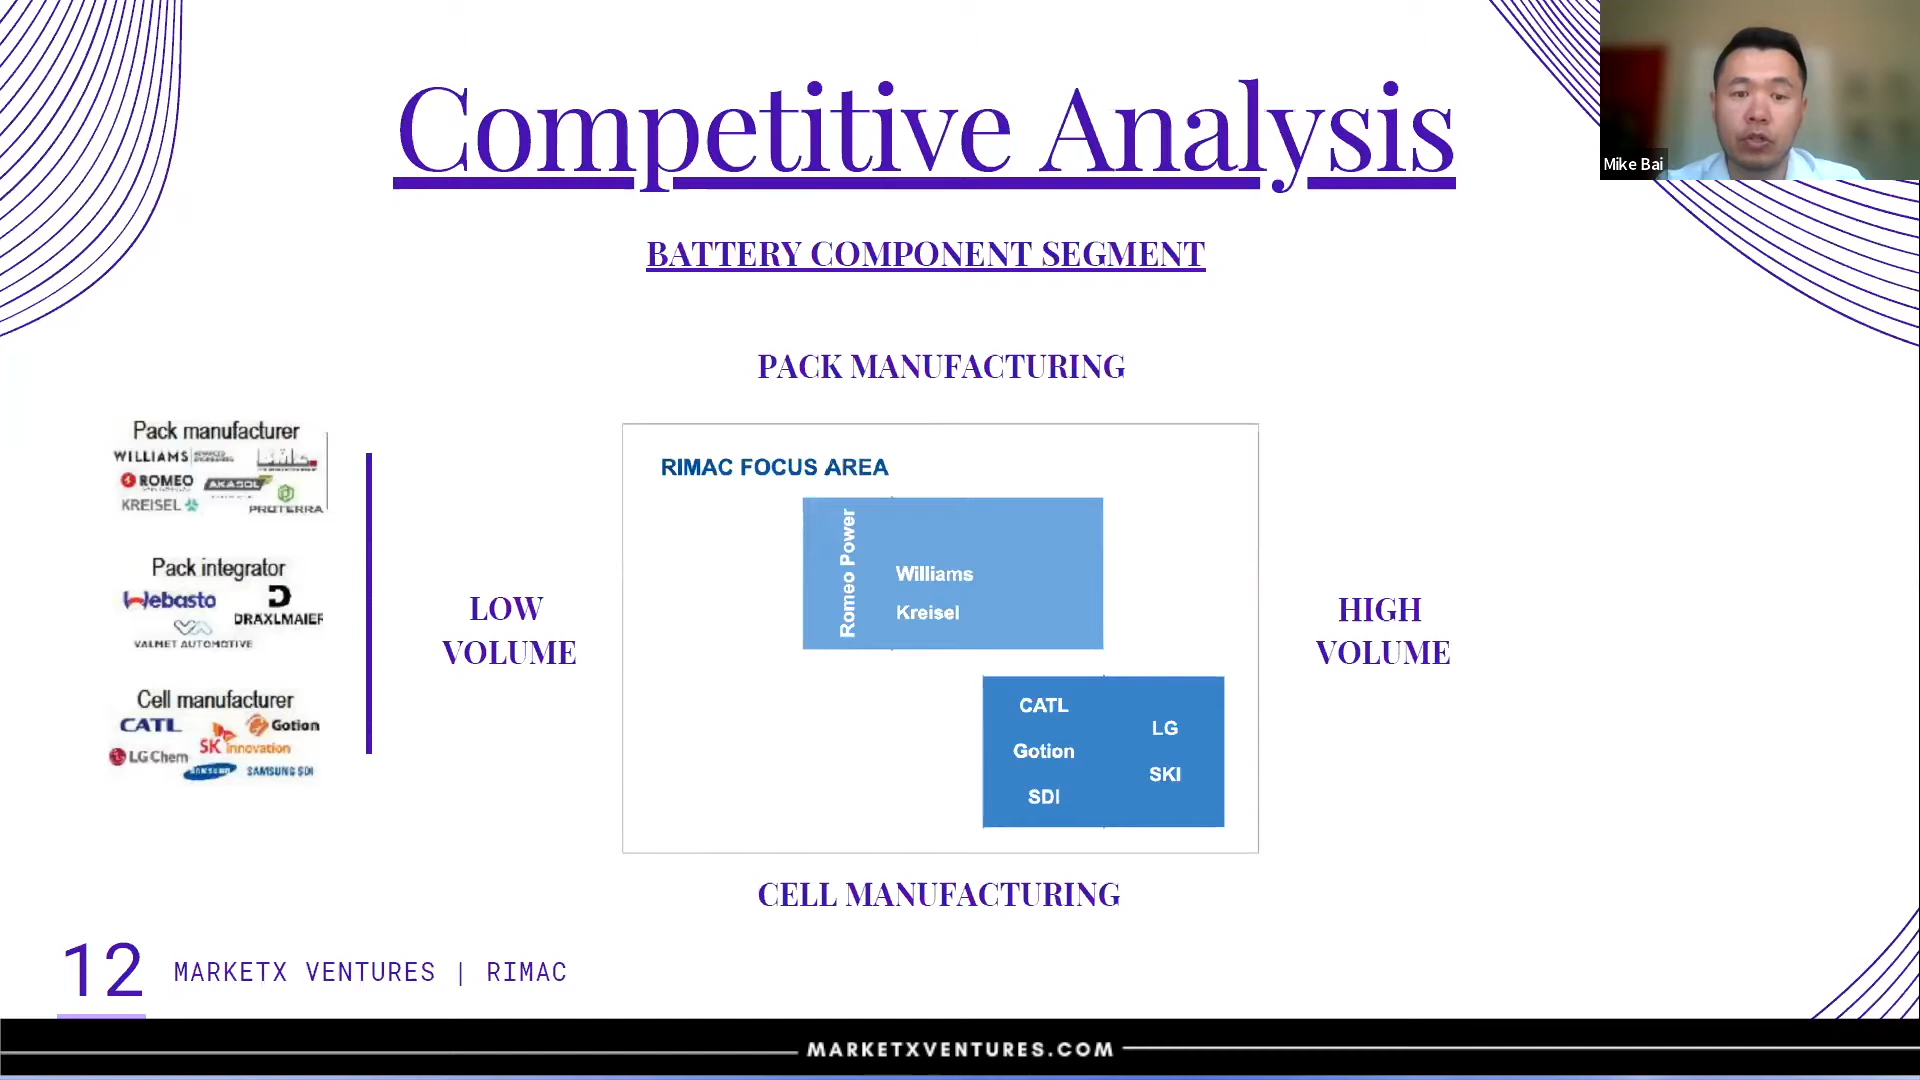 Competitive Analysis
Mike Bai
BATTERY COMPONENT SEGMENT
PACK MANUFACTURING
Pack manufacturer
WILLIAMS
ROMEO
AKASOL
KREISEL
PROTERRA
Pack integrator
Webasto
DRÄXLMAIER
VALMET AUTOMOTIVE
Cell manufacturer
CATL
Gotion
SK innovation
LG Chem
SAMSUNG
SAMSUNG SDI
LOW
VOLUME
RIMAC FOCUS AREA
Romeo Power
Williams
Kreisel
CATL
LG
Gotion
SKI
SDI
HIGH
VOLUME
CELL MANUFACTURING
12
MARKETX VENTURES | RIMAC
MARKETXVENTURES.COM